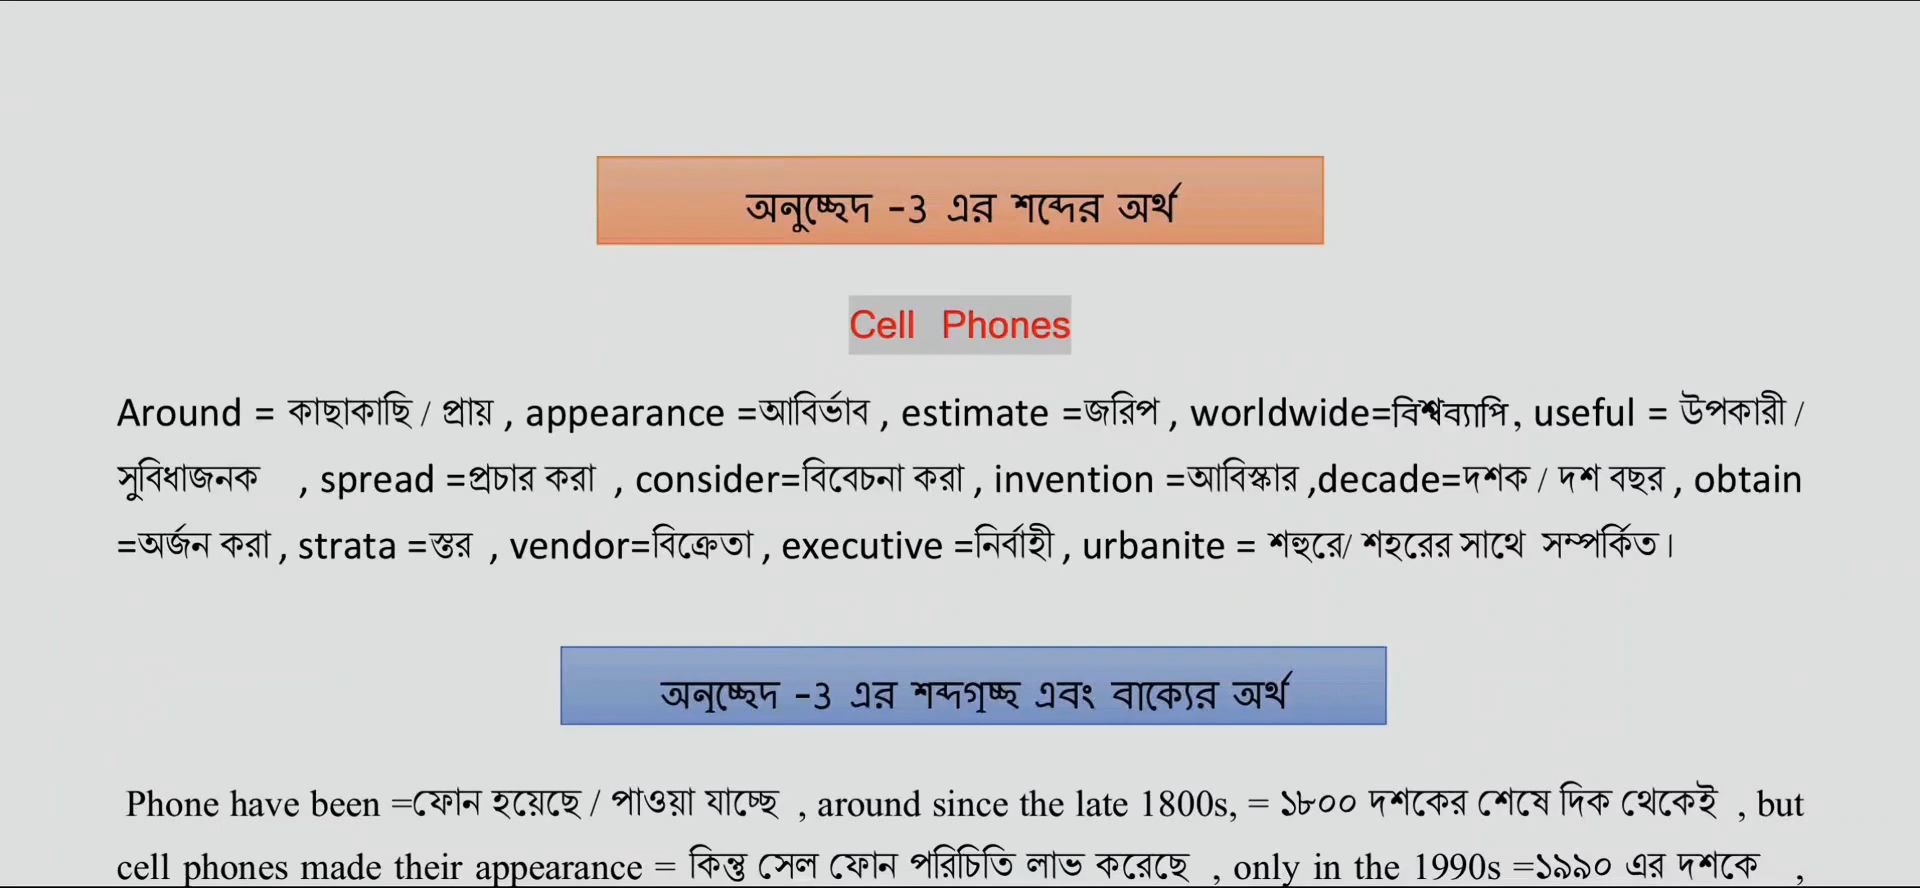 অনুচ্ছেদ -3 এর শব্দের অর্থ
Cell Phones
Around = কাছাকাছি / প্রায় , appearance =আবির্ভাব , estimate =জরিপ , worldwide=বিশ্বব্যাপি, useful = উপকারী /
সুবিধাজনক , spread =প্রচার করা , consider=বিবেচনা করা , invention =আবিস্কার ,decade=দশক / দশ বছর , obtain
=অর্জন করা , strata =স্তর , vendor=বিক্রেতা , executive =নির্বাহী , urbanite = শহুরে/ শহরের সাথে সম্পর্কিত।
অনুচ্ছেদ -3 এর শব্দগুচ্ছ এবং বাক্যের অর্থ
Phone have been =ফোন হয়েছে / পাওয়া যাচ্ছে , around since the late 1800s, = ১৮০০ দশকের শেষে দিক থেকেই , but
cell phones made their appearance = কিন্তু সেল ফোন পরিচিতি লাভ করেছে , only in the 1990s =১৯৯০ এর দশকে ,